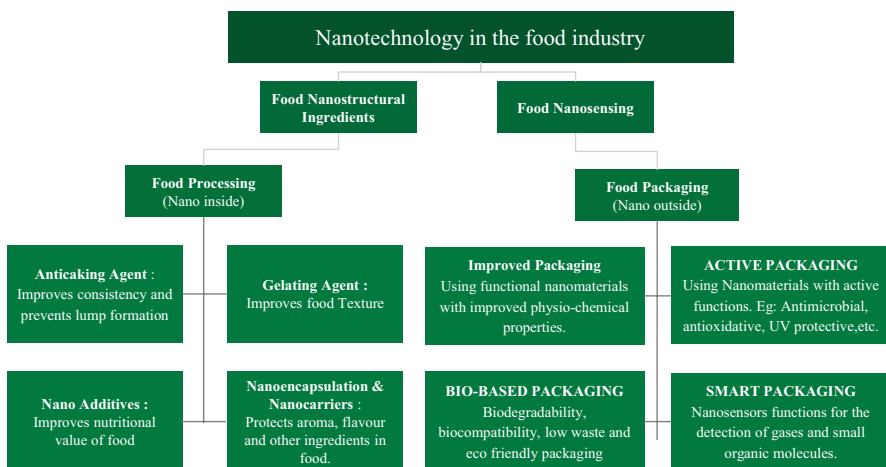 Nanotechnology in the food industry
Food Nanostructural
Ingredients
Food Nanosensing
Food Processing
(Nano inside)
Food Packaging
(Nano outside)
Anticaking Agent :
Improves consistency and
prevents lump formation
Gelating Agent :
Improves food Texture
Improved Packaging
Using functional nanomaterials
with improved physio-chemical
properties.
ACTIVE PACKAGING
Using Nanomaterials with active
functions. Eg: Antimicrobial,
antioxidative, UV protective,etc.
Nano Additives :
Improves nutritional
value of food
Nanoencapsulation &
Nanocarriers :
Protects aroma, flavour
and other ingredients in
food.
BIO-BASED PACKAGING
Biodegradability,
biocompatibility, low waste and
eco friendly packaging
SMART PACKAGING
Nanosensors functions for the
detection of gases and small
organic molecules.